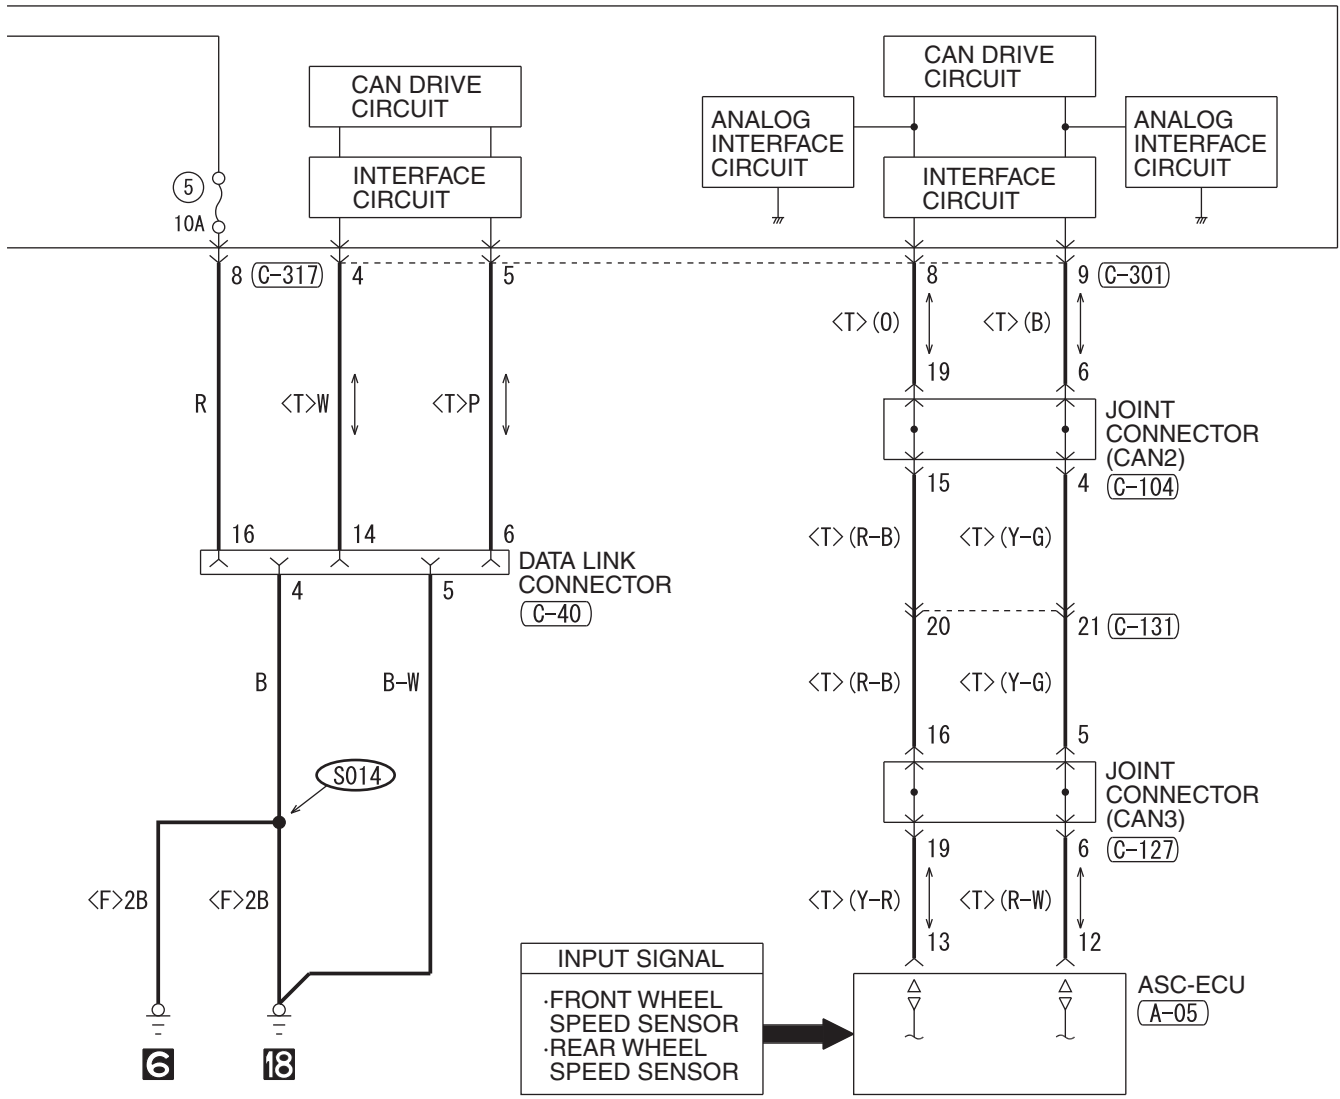 CAN DRIVE
CIRCUIT
INTERFACE
CIRCUIT
CAN DRIVE
CIRCUIT
ANALOG
INTERFACE
CIRCUIT
ANALOG
INTERFACE
CIRCUIT
INTERFACE
CIRCUIT
5
10A
8 C-317 4 5 8 9 C-301
<T>(O) <T>(B)
19 6
R <T>W <T>P
JOINT
CONNECTOR
(CAN2)
C-104
15 4
16 14 6
<T>(R-B) <T>(Y-G)
DATA LINK
CONNECTOR
C-40
4 5
20 21 C-131
B B-W
<T>(R-B) <T>(Y-G)
16 5
S014
JOINT
CONNECTOR
(CAN3)
C-127
19 6
<F>2B <F>2B
<T>(Y-R) <T>(R-W)
13 12
INPUT SIGNAL
·FRONT WHEEL
SPEED SENSOR
·REAR WHEEL
SPEED SENSOR
ASC-ECU
A-05
6 18